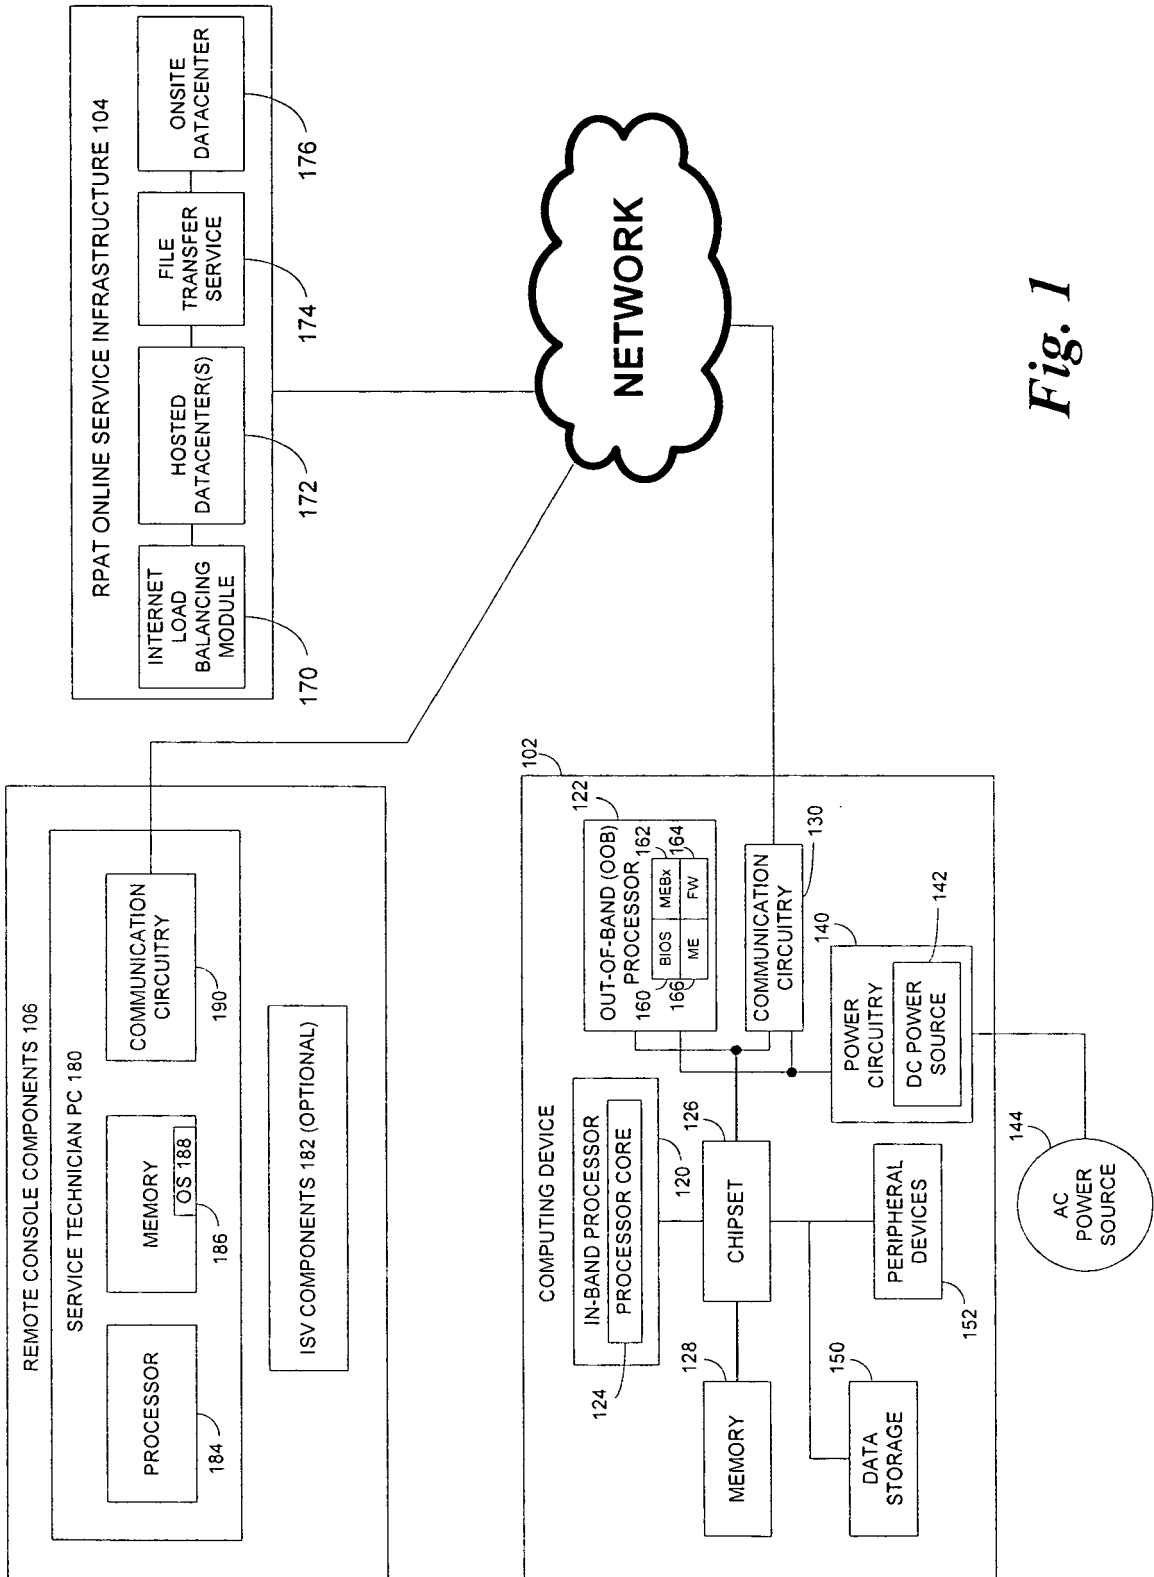 REMOTE CONSOLE COMPONENTS 106
SERVICE TECHNICIAN PC 180
PROCESSOR
184
MEMORY
OS 188
186
COMMUNICATION
CIRCUITRY
190
ISV COMPONENTS 182 (OPTIONAL)
RPAT ONLINE SERVICE INFRASTRUCTURE 104
INTERNET
LOAD
BALANCING
MODULE
170
HOSTED
DATACENTER(S)
172
FILE
TRANSFER
SERVICE
174
ONSITE
DATACENTER
176
NETWORK
COMPUTING DEVICE
102
IN-BAND PROCESSOR
PROCESSOR CORE
124
120
OUT-OF-BAND (OOB)
PROCESSOR
122
BIOS
MEBx
ME
FW
160
162
166
164
MEMORY
128
CHIPSET
126
COMMUNICATION
CIRCUITRY
130
POWER
CIRCUITRY
140
DC POWER
SOURCE
142
DATA
STORAGE
150
PERIPHERAL
DEVICES
152
AC
POWER
SOURCE
144
Fig. 1